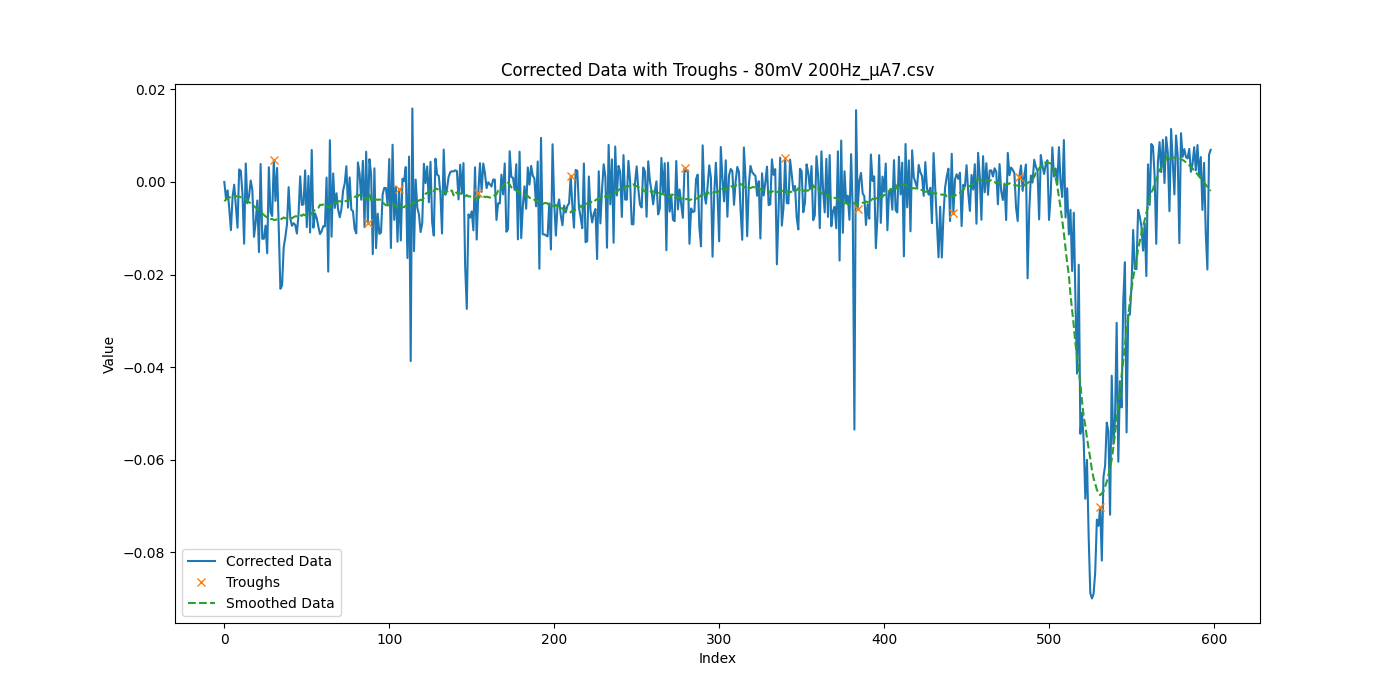 Corrected Data with Troughs - 80mV 200Hz_µA7.csv
0.02
0.00
−0.02
−0.04
−0.06
−0.08
Value
Corrected Data
Troughs
Smoothed Data
0 100 200 300 400 500 600
Index